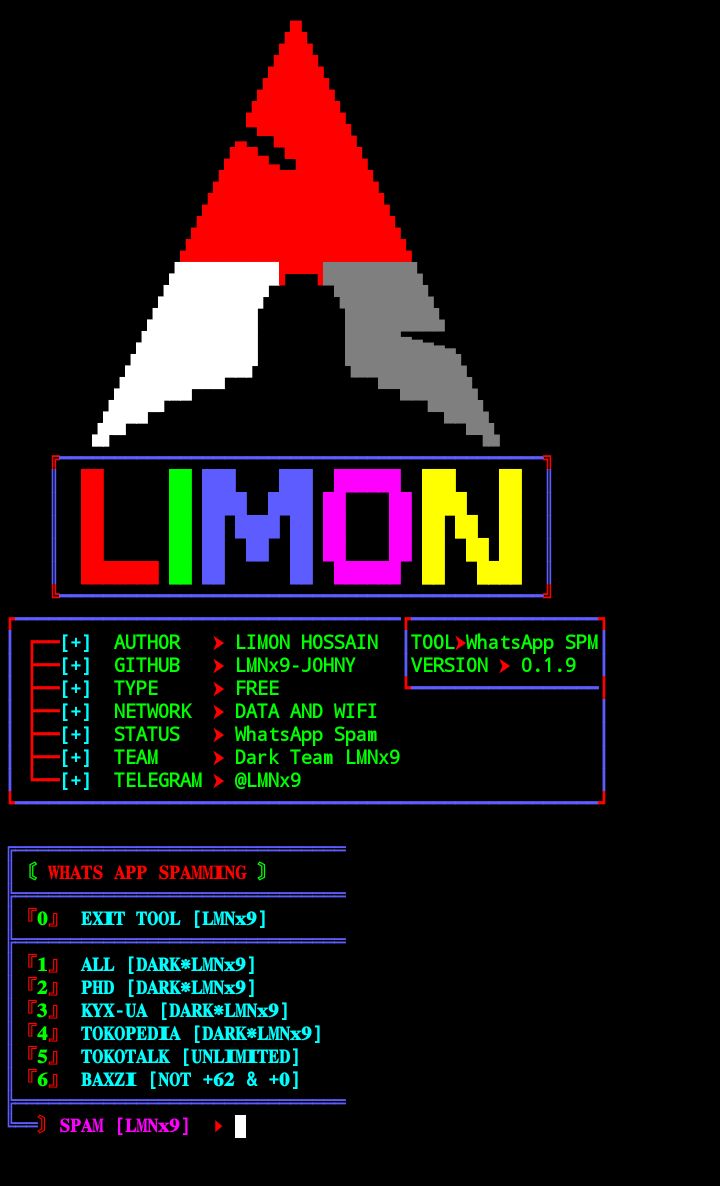 LIMON
[+] AUTHOR ➤ LIMON HOSSAIN
TOOL➤WhatsApp SPM
[+] GITHUB ➤ LMNx9-JOHNY
VERSION ➤ 0.1.9
[+] TYPE ➤ FREE
[+] NETWORK ➤ DATA AND WIFI
[+] STATUS ➤ WhatsApp Spam
[+] TEAM ➤ Dark Team LMNx9
[+] TELEGRAM ➤ @LMNx9
〘 WHATS APP SPAMMING 〙
『0』 EXIT TOOL [LMNx9]
『1』 ALL [DARK*LMNx9]
『2』 PHD [DARK*LMNx9]
『3』 KYX-UA [DARK*LMNx9]
『4』 TOKOPEDIA [DARK*LMNx9]
『5』 TOKOTALK [UNLIMITED]
『6』 BAXZI [NOT +62 & +0]
〙 SPAM [LMNx9] ➤